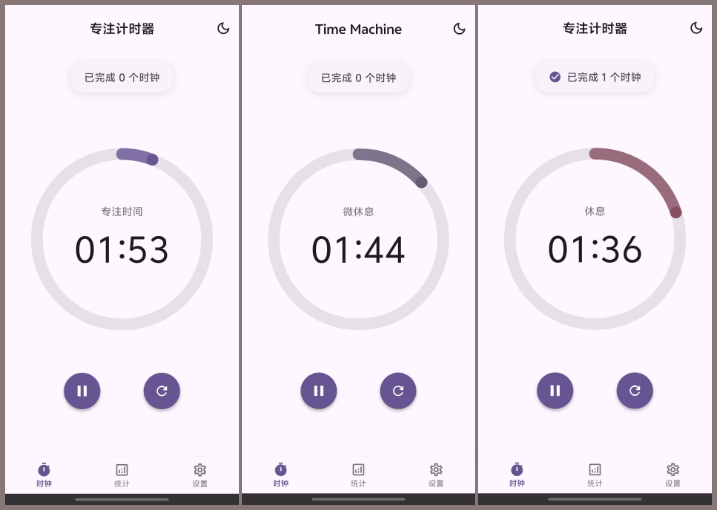 专注计时器
已完成 0 个时钟
专注时间
01:53
时钟
统计
设置
Time Machine
已完成 0 个时钟
微休息
01:44
时钟
统计
设置
专注计时器
已完成 1 个时钟
休息
01:36
时钟
统计
设置